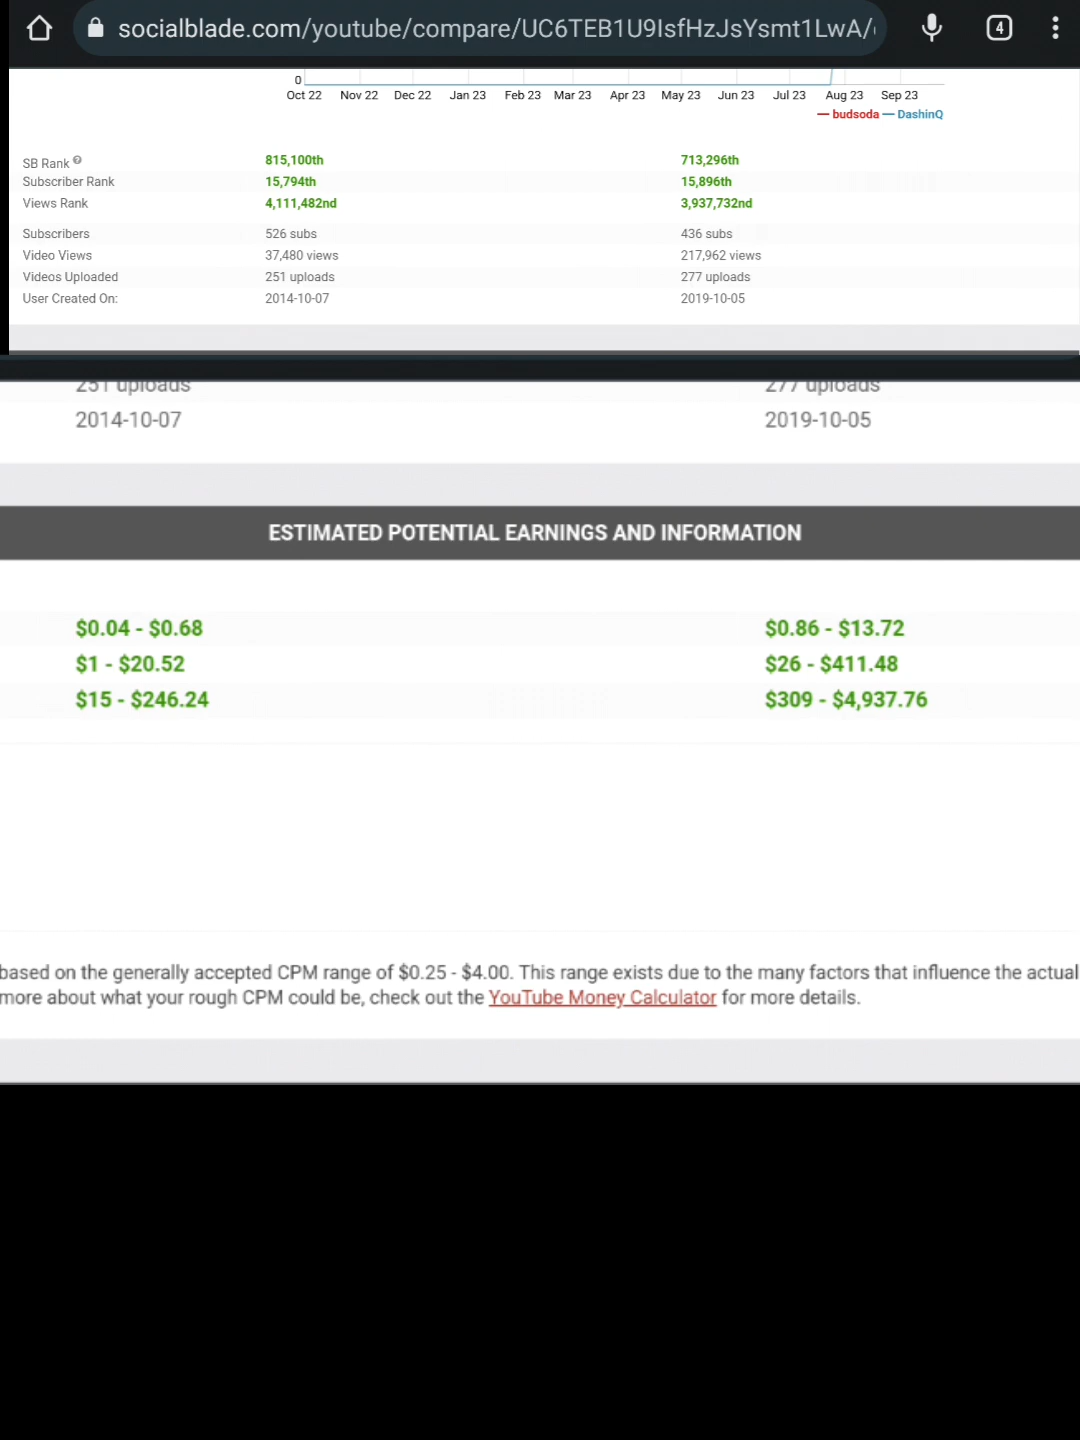 socialblade.com/youtube/compare/UC6TEB1U9IsfHzJsYsmt1LwA/
4
0
Oct 22 Nov 22 Dec 22 Jan 23 Feb 23 Mar 23 Apr 23 May 23 Jun 23 Jul 23 Aug 23 Sep 23
budsoda DashinQ
SB Rank 815,100th 713,296th
Subscriber Rank 15,794th 15,896th
Views Rank 4,111,482nd 3,937,732nd
Subscribers 526 subs 436 subs
Video Views 37,480 views 217,962 views
Videos Uploaded 251 uploads 277 uploads
User Created On: 2014-10-07 2019-10-05
251 uploads 277 uploads
2014-10-07 2019-10-05
ESTIMATED POTENTIAL EARNINGS AND INFORMATION
$0.04 - $0.68 $0.86 - $13.72
$1 - $20.52 $26 - $411.48
$15 - $246.24 $309 - $4,937.76
based on the generally accepted CPM range of $0.25 - $4.00. This range exists due to the many factors that influence the actual
more about what your rough CPM could be, check out the YouTube Money Calculator for more details.